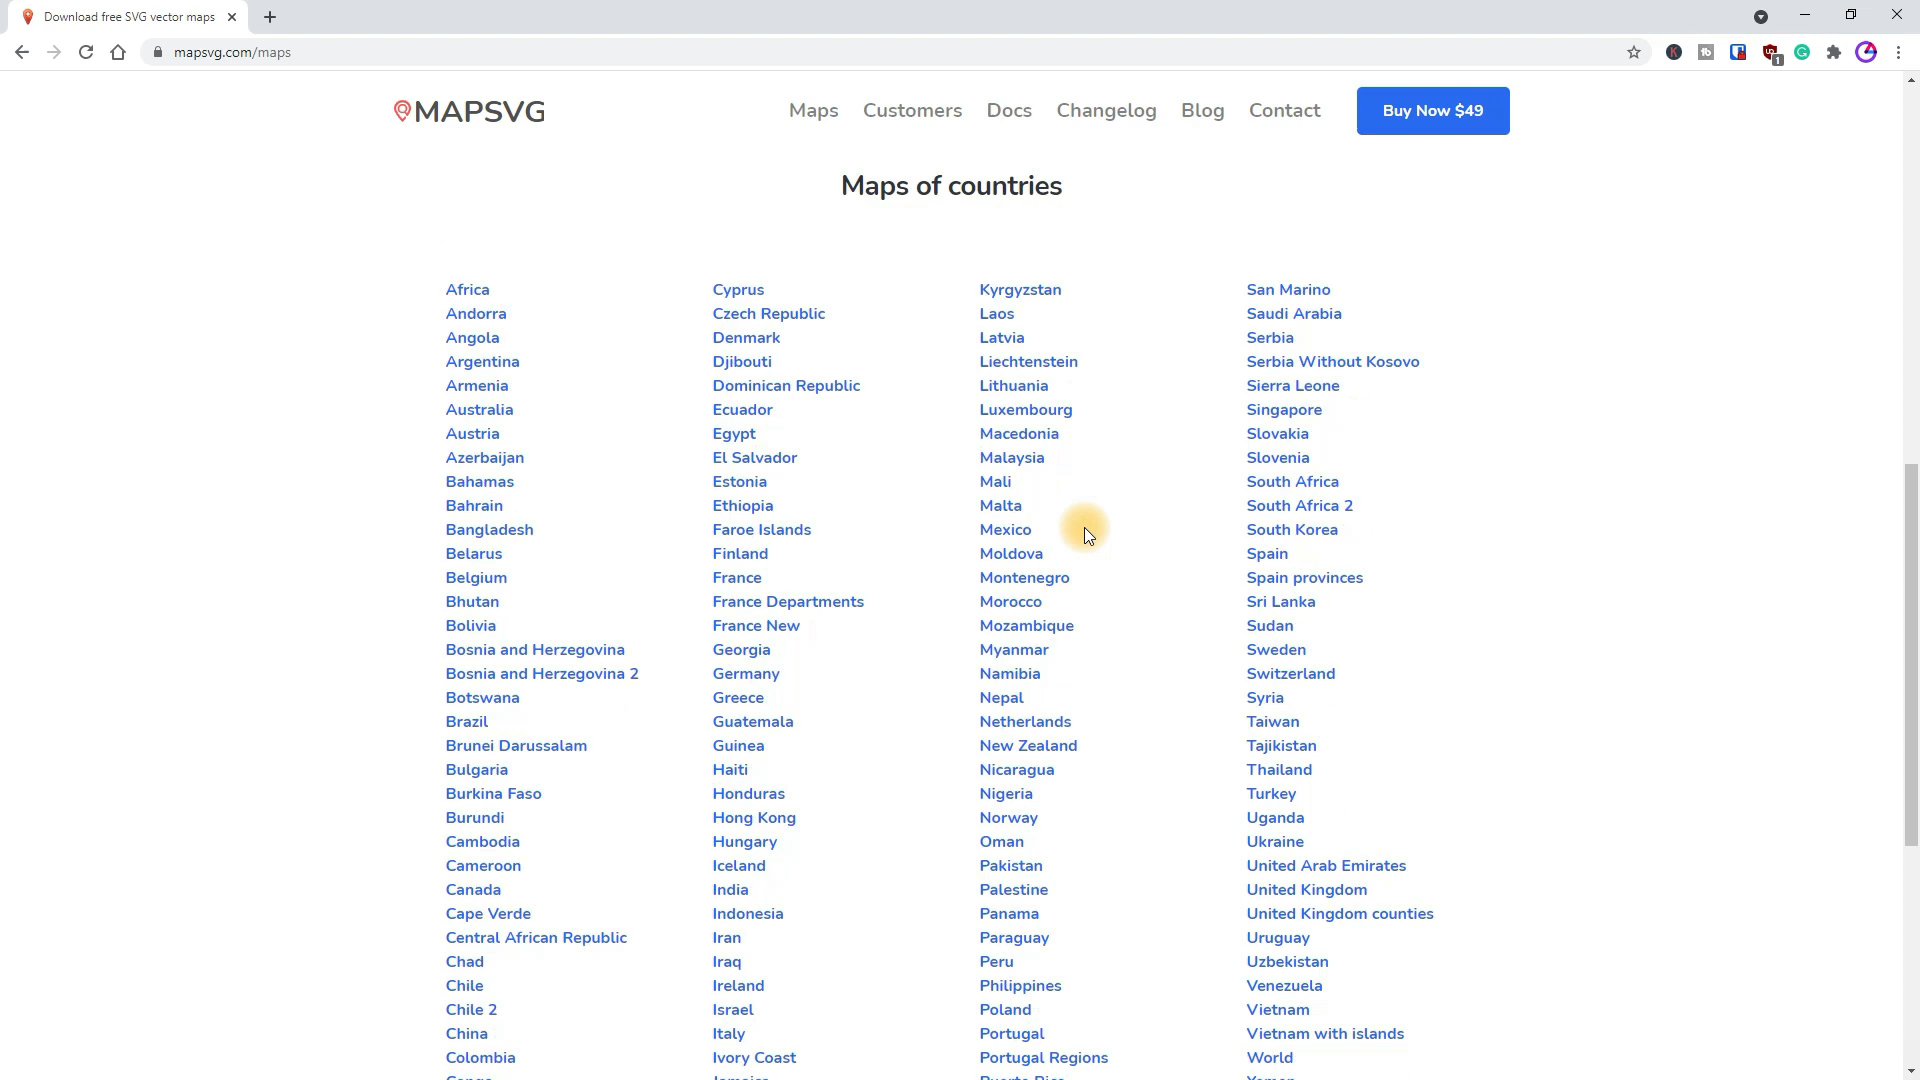 Download free SVG vector maps
mapsvg.com/maps
1
MAPSVG
Maps
Customers
Docs
Changelog
Blog
Contact
Buy Now $49
Maps of countries
Africa
Andorra
Angola
Argentina
Armenia
Australia
Austria
Azerbaijan
Bahamas
Bahrain
Bangladesh
Belarus
Belgium
Bhutan
Bolivia
Bosnia and Herzegovina
Bosnia and Herzegovina 2
Botswana
Brazil
Brunei Darussalam
Bulgaria
Burkina Faso
Burundi
Cambodia
Cameroon
Canada
Cape Verde
Central African Republic
Chad
Chile
Chile 2
China
Colombia
Cyprus
Czech Republic
Denmark
Djibouti
Dominican Republic
Ecuador
Egypt
El Salvador
Estonia
Ethiopia
Faroe Islands
Finland
France
France Departments
France New
Georgia
Germany
Greece
Guatemala
Guinea
Haiti
Honduras
Hong Kong
Hungary
Iceland
India
Indonesia
Iran
Iraq
Ireland
Israel
Italy
Ivory Coast
Kyrgyzstan
Laos
Latvia
Liechtenstein
Lithuania
Luxembourg
Macedonia
Malaysia
Mali
Malta
Mexico
Moldova
Montenegro
Morocco
Mozambique
Myanmar
Namibia
Nepal
Netherlands
New Zealand
Nicaragua
Nigeria
Norway
Oman
Pakistan
Palestine
Panama
Paraguay
Peru
Philippines
Poland
Portugal
Portugal Regions
San Marino
Saudi Arabia
Serbia
Serbia Without Kosovo
Sierra Leone
Singapore
Slovakia
Slovenia
South Africa
South Africa 2
South Korea
Spain
Spain provinces
Sri Lanka
Sudan
Sweden
Switzerland
Syria
Taiwan
Tajikistan
Thailand
Turkey
Uganda
Ukraine
United Arab Emirates
United Kingdom
United Kingdom counties
Uruguay
Uzbekistan
Venezuela
Vietnam
Vietnam with islands
World